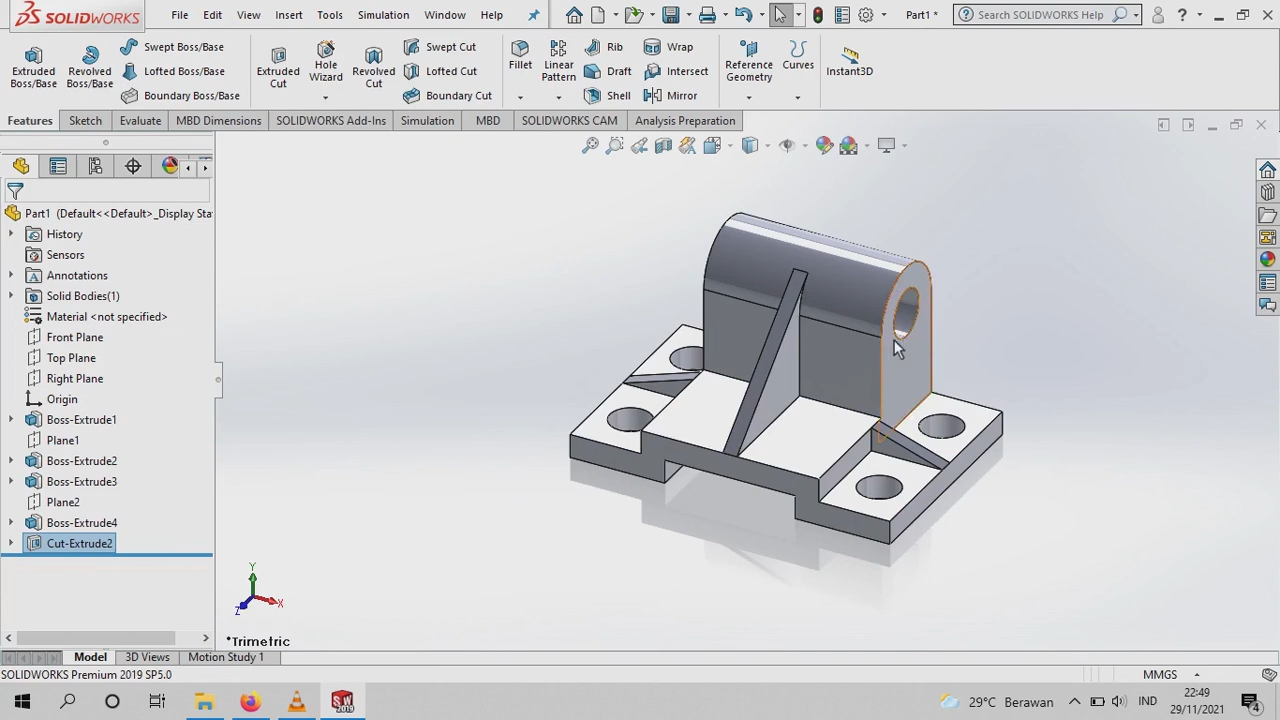 SOLIDWORKS File Edit View Insert Tools Simulation Window Help Part1 * Search SOLIDWORKS Help ?
Extruded Boss/Base
Revolved Boss/Base
Swept Boss/Base
Lofted Boss/Base
Boundary Boss/Base
Extruded Cut
Hole Wizard
Revolved Cut
Swept Cut
Lofted Cut
Boundary Cut
Fillet
Linear Pattern
Rib
Draft
Shell
Wrap
Intersect
Mirror
Reference Geometry
Curves
Instant3D
Features Sketch Evaluate MBD Dimensions SOLIDWORKS Add-Ins Simulation MBD SOLIDWORKS CAM Analysis Preparation
Part1 (Default<<Default>_Display Sta
History
Sensors
Annotations
Solid Bodies(1)
Material <not specified>
Front Plane
Top Plane
Right Plane
Origin
Boss-Extrude1
Plane1
Boss-Extrude2
Boss-Extrude3
Plane2
Boss-Extrude4
Cut-Extrude2
Y
X
Z
*Trimetric
Model 3D Views Motion Study 1
SOLIDWORKS Premium 2019 SP5.0 MMGS
SW 2019
29°C Berawan IND 22:49
29/11/2021 4